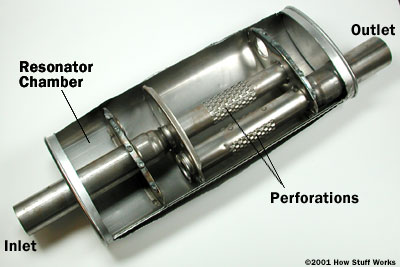 Outlet
Resonator
Chamber
Perforations
Inlet
©2001 How Stuff Works